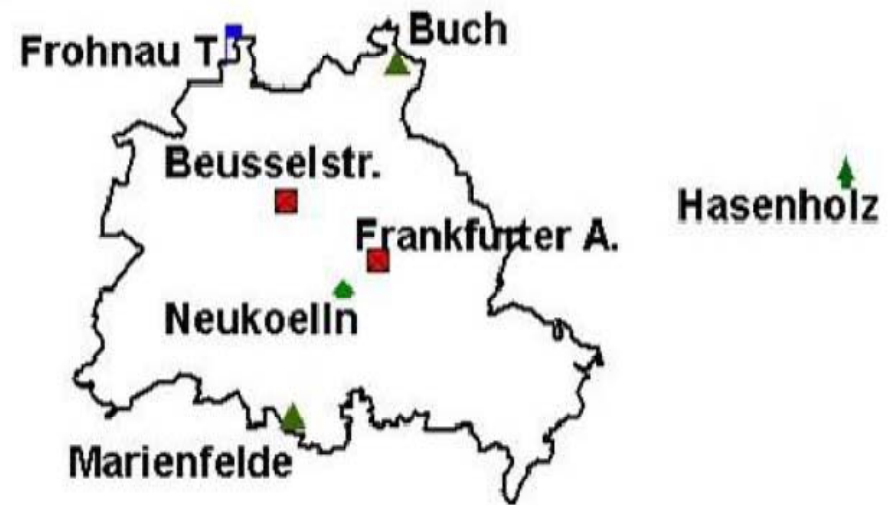 Frohnau T.
Buch
Beusselstr.
Hasenholz
Frankfurter A.
Neukoelln
Marienfelde